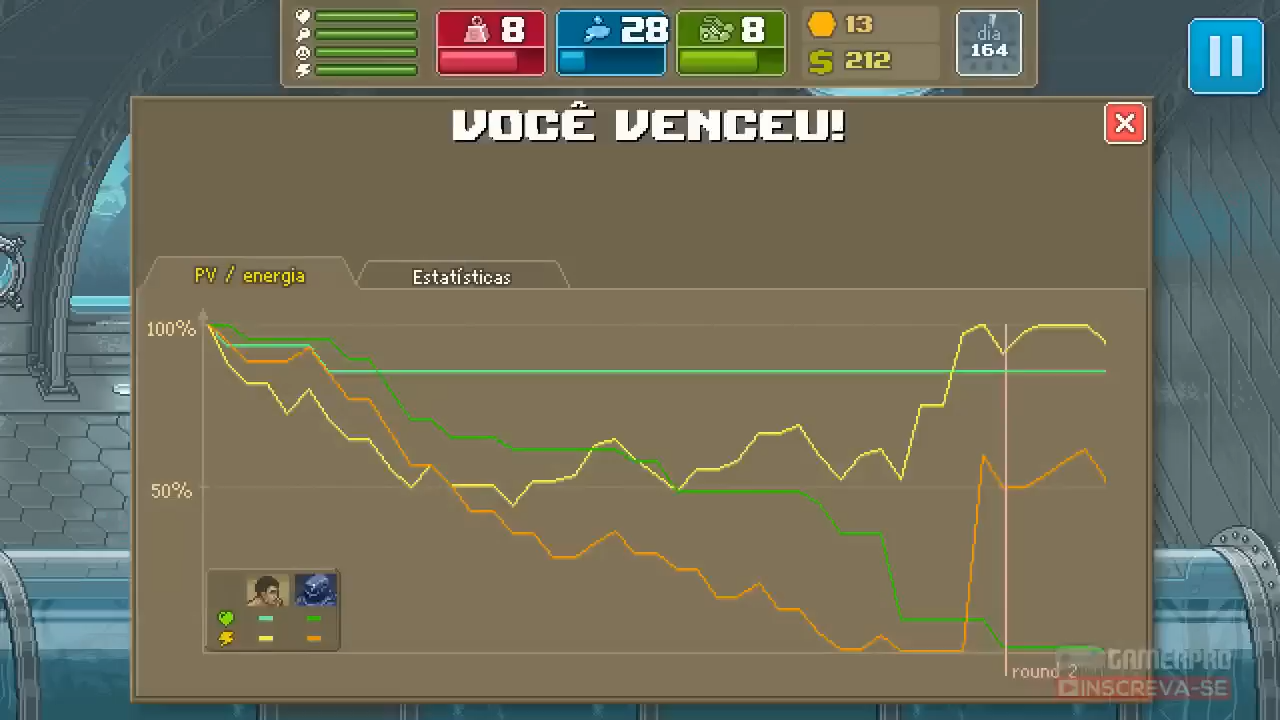 8
28
8
13
212
dia
164
VOCÊ VENCEU!
PV / energia
Estatísticas
100%
50%
round 2
GAMERPRO
INSCREVA-SE